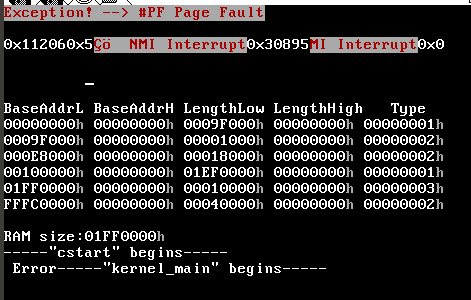 Exception! --> #PF Page Fault
0x112060x5Çö  NMI Interrupt0x30895MI Interrupt0x0
_
BaseAddrL BaseAddrH LengthLow LengthHigh   Type
00000000h 00000000h 0009F000h 00000000h 00000001h
0009F000h 00000000h 00001000h 00000000h 00000002h
000E8000h 00000000h 00018000h 00000000h 00000002h
00100000h 00000000h 01EF0000h 00000000h 00000001h
01FF0000h 00000000h 00010000h 00000000h 00000003h
FFFC0000h 00000000h 00040000h 00000000h 00000002h
RAM size:01FF0000h
-----"cstart" begins-----
 Error-----"kernel_main" begins-----